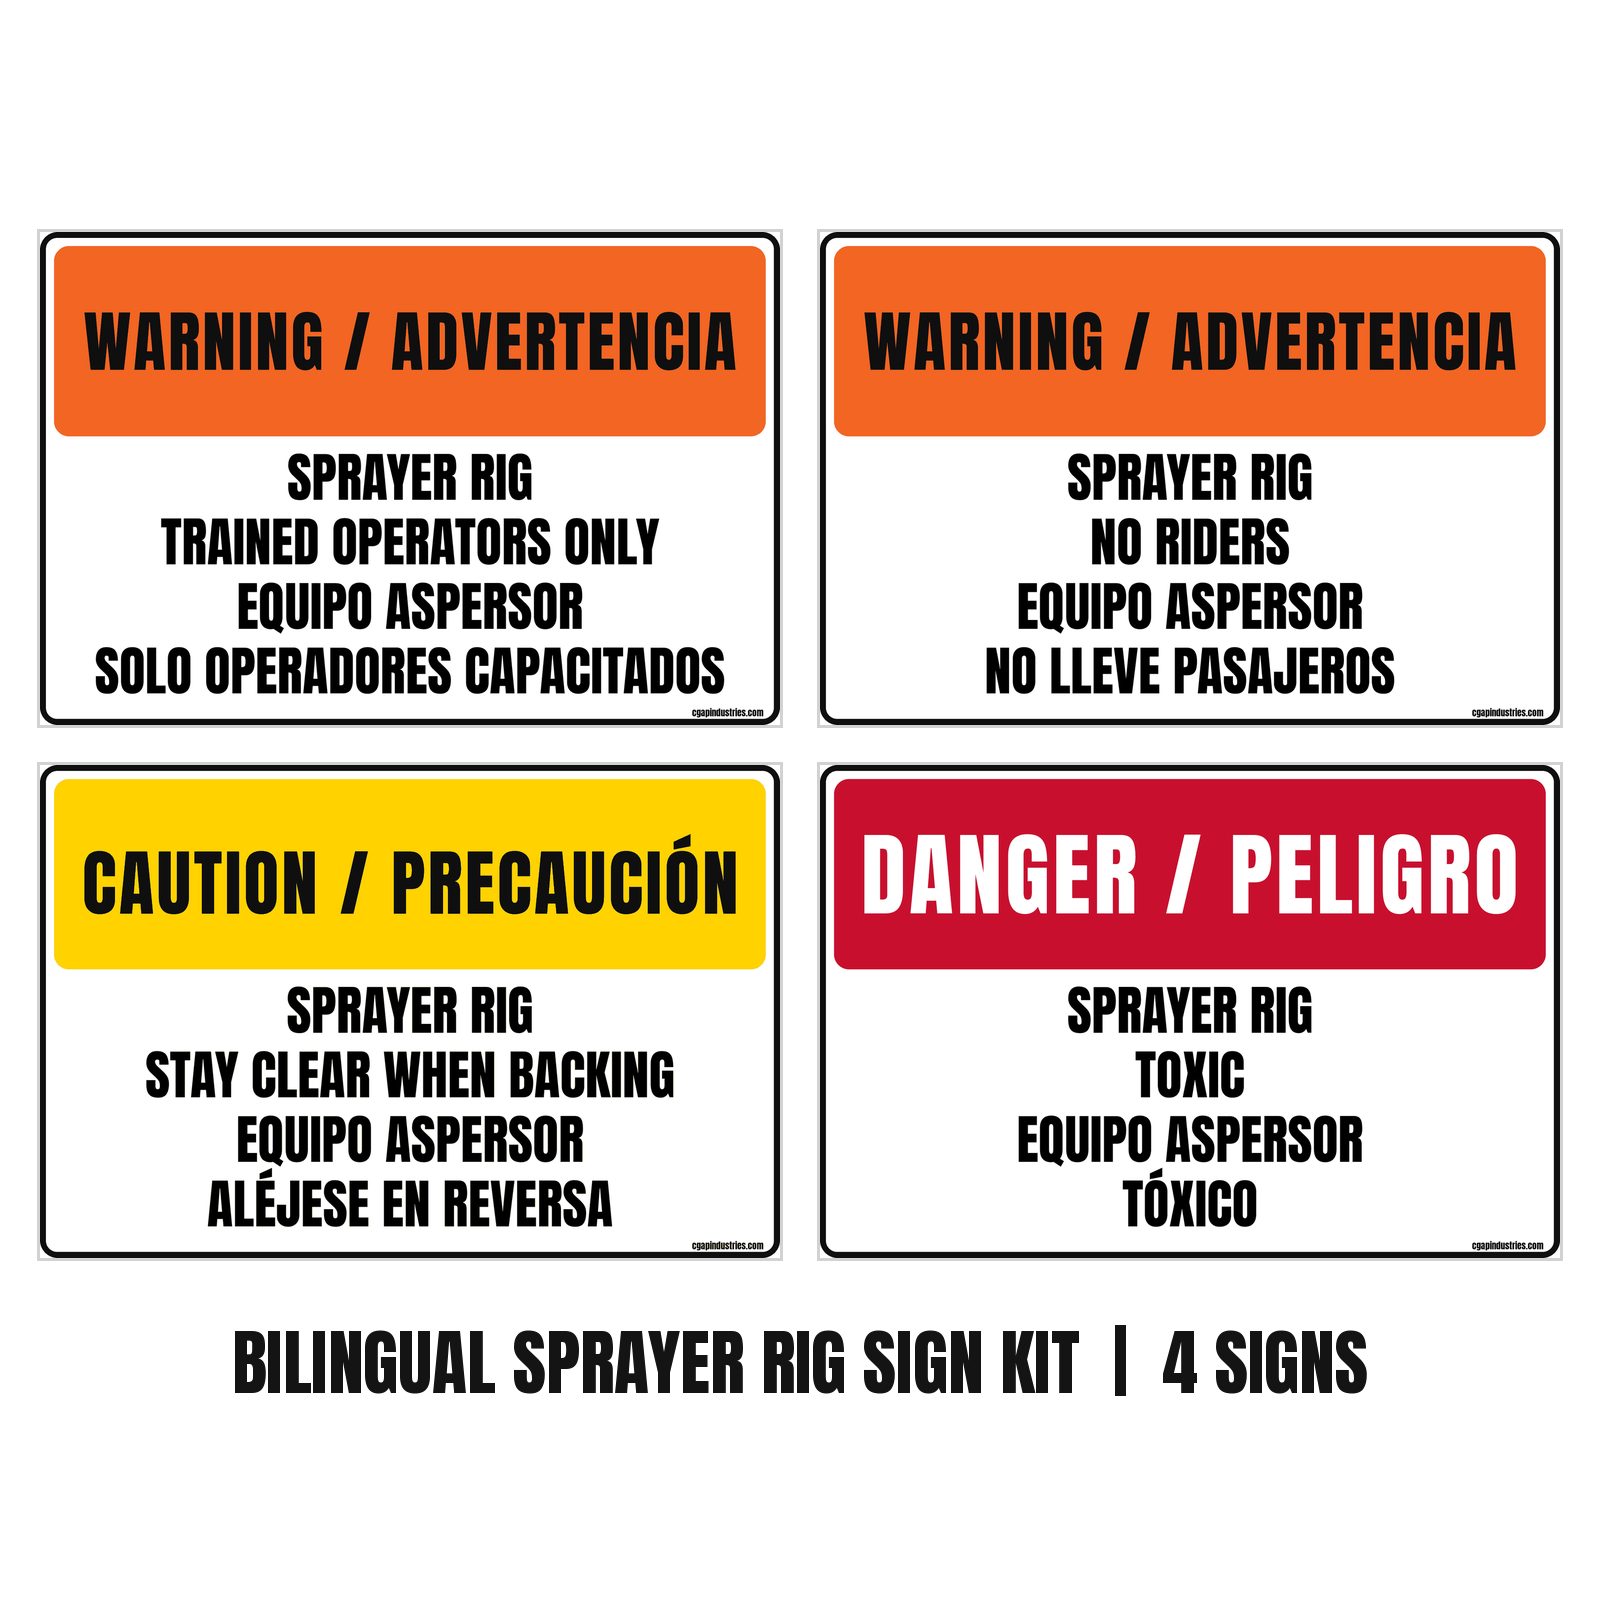 WARNING / ADVERTENCIA
SPRAYER RIG
TRAINED OPERATORS ONLY
EQUIPO ASPERSOR
SOLO OPERADORES CAPACITADOS
cgapindustries.com
WARNING / ADVERTENCIA
SPRAYER RIG
NO RIDERS
EQUIPO ASPERSOR
NO LLEVE PASAJEROS
cgapindustries.com
CAUTION / PRECAUCIÓN
SPRAYER RIG
STAY CLEAR WHEN BACKING
EQUIPO ASPERSOR
ALÉJESE EN REVERSA
cgapindustries.com
DANGER / PELIGRO
SPRAYER RIG
TOXIC
EQUIPO ASPERSOR
TÓXICO
cgapindustries.com
BILINGUAL SPRAYER RIG SIGN KIT | 4 SIGNS